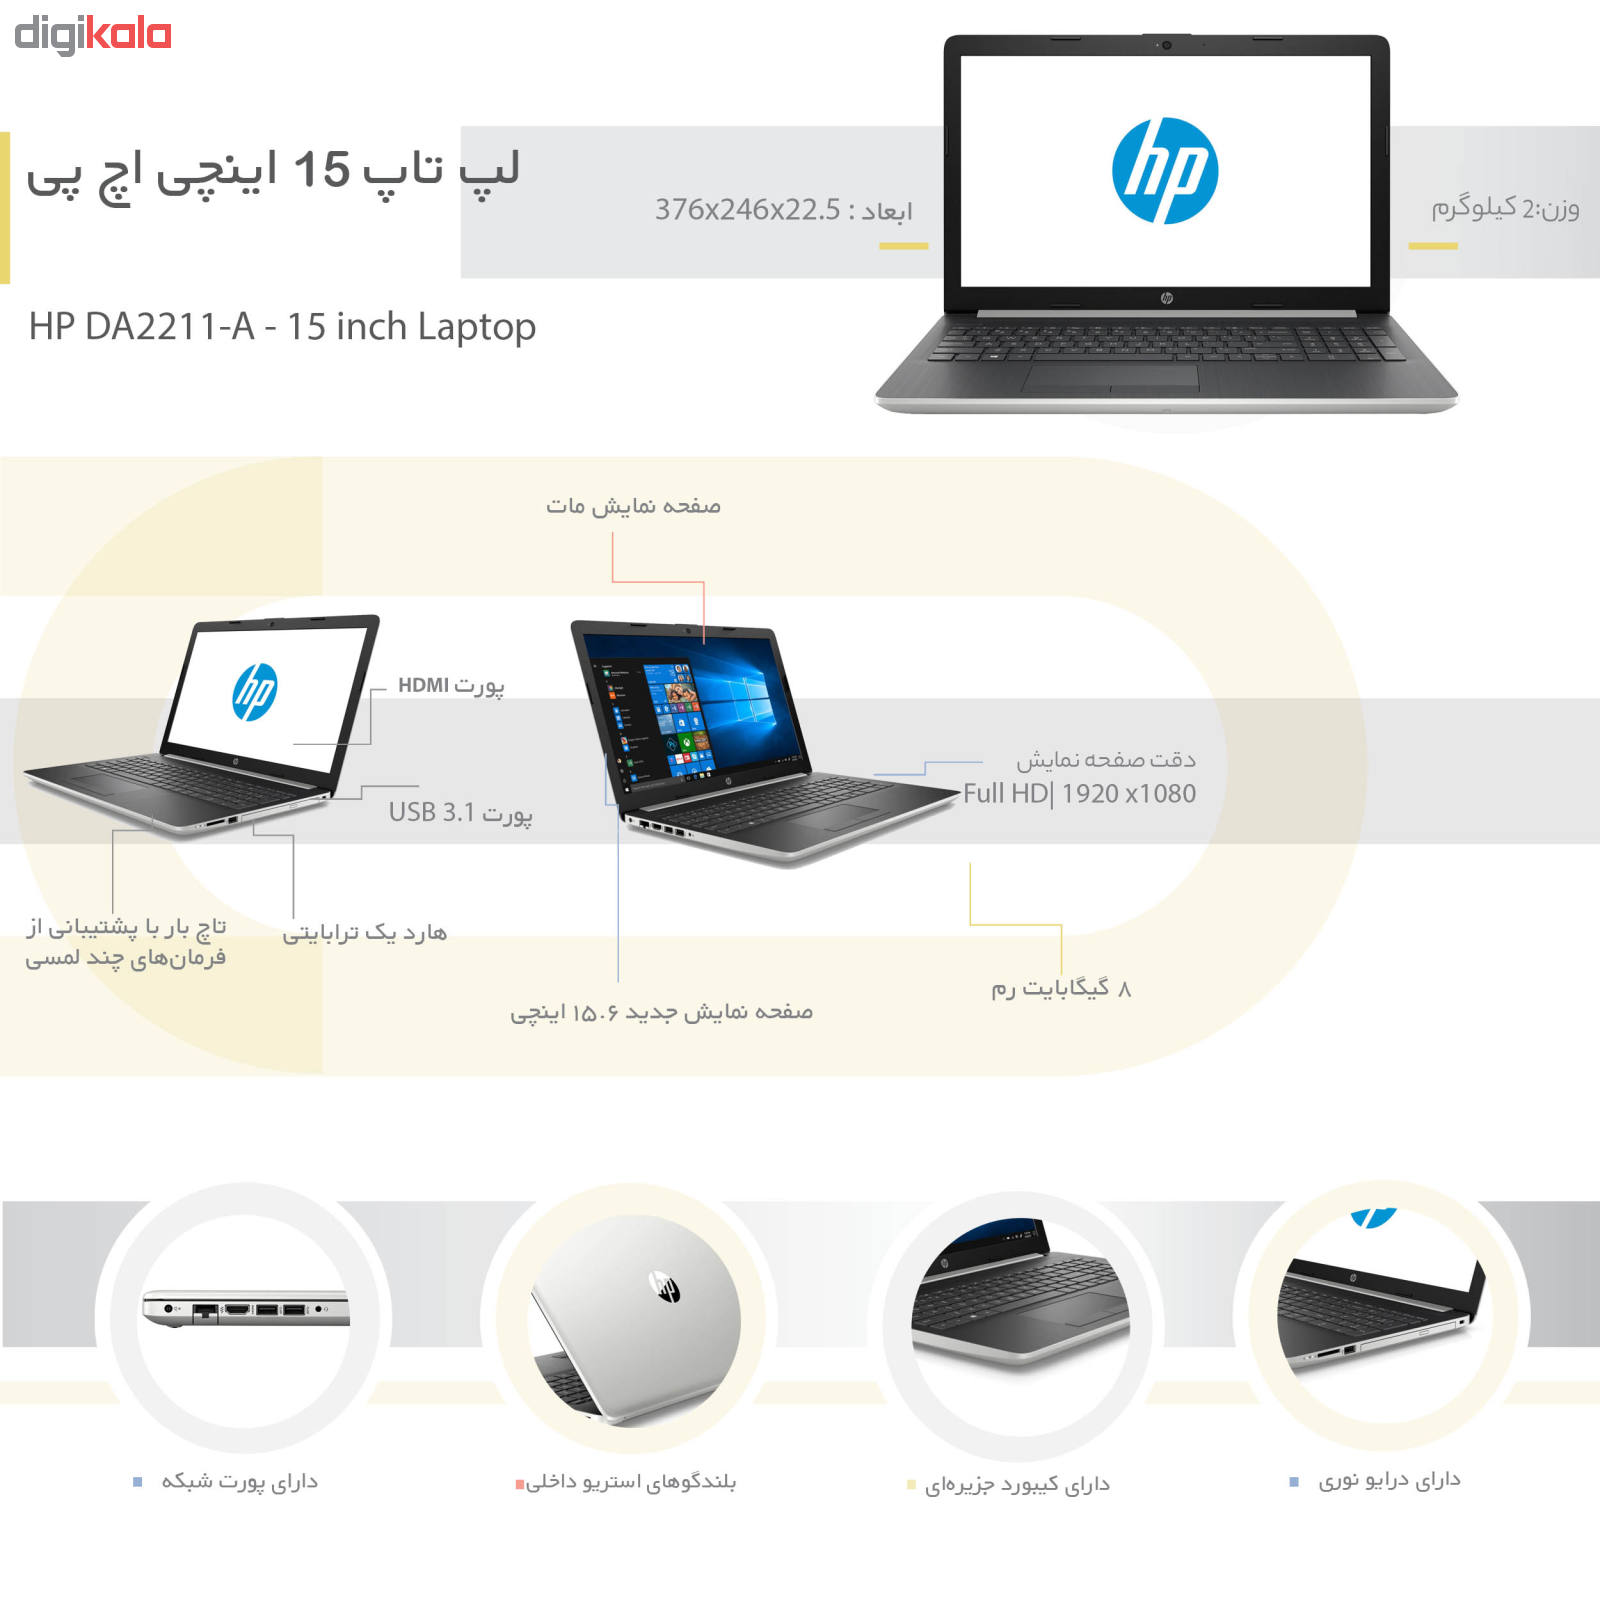 digikala
لپ تاپ 15 اینچی اچ پی
ابعاد : 376x246x22.5
وزن:2 کیلوگرم
hp
HP DA2211-A - 15 inch Laptop
صفحه نمایش مات
hp
پورت HDMI
پورت USB 3.1
دقت صفحه نمایش
Full HD| 1920 x1080
تاچ بار با پشتیبانی از
فرمان‌های چند لمسی
هارد یک ترابایتی
۸ گیگابایت رم
صفحه نمایش جدید ۱۵.۶ اینچی
hp
دارای پورت شبکه
بلندگوهای استریو داخلی
دارای کیبورد جزیره‌ای
دارای درایو نوری